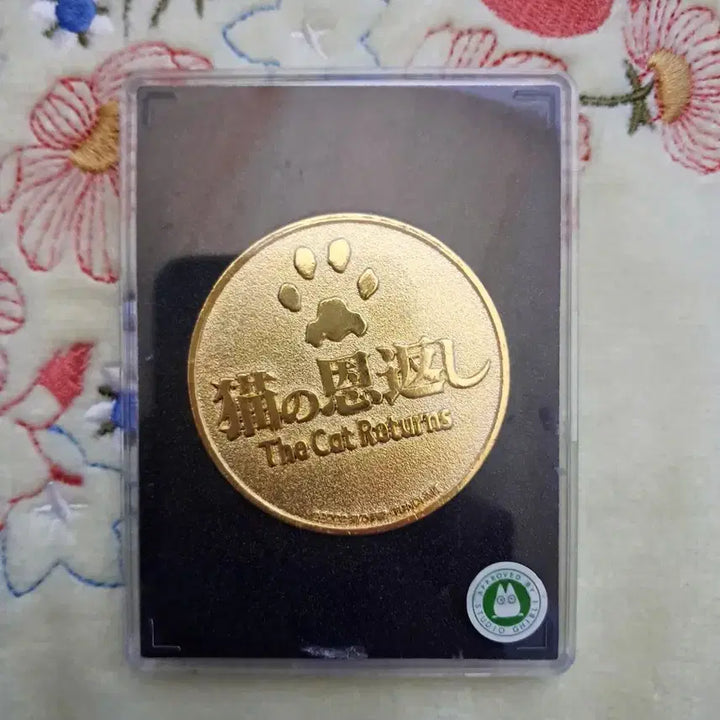 猫の恩返し
The Cat Returns
APPROVED BY
STUDIO GHIBLI